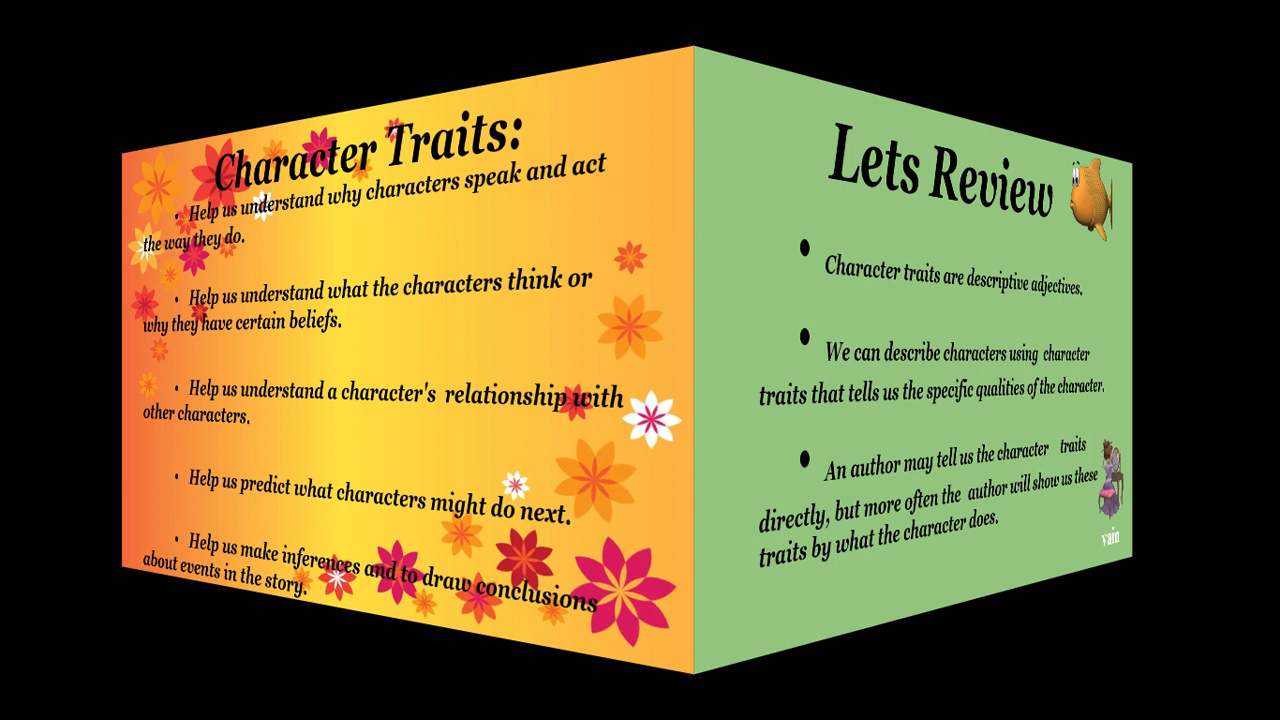 Character Traits:
• Help us understand why characters speak and act
the way they do.
• Help us understand what the characters think or
why they have certain beliefs.
• Help us understand a character's relationship with
other characters.
• Help us predict what characters might do next.
• Help us make inferences and to draw conclusions
about events in the story.
Lets Review
• Character traits are descriptive adjectives.
• We can describe characters using character
traits that tells us the specific qualities of the character.
• An author may tell us the character traits
directly, but more often the author will show us these
traits by what the character does.
vain